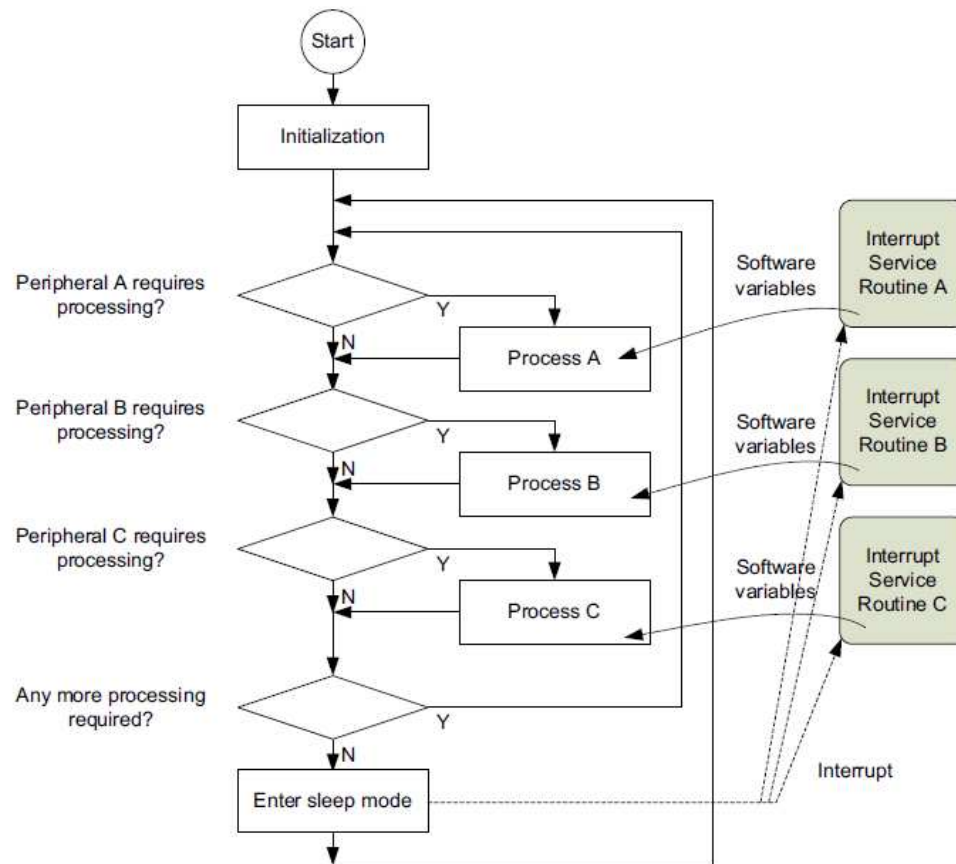 Start
Initialization
Peripheral A requires
processing?
Y
N
Process A
Software
variables
Interrupt
Service
Routine A
Peripheral B requires
processing?
Y
N
Process B
Software
variables
Interrupt
Service
Routine B
Peripheral C requires
processing?
Y
N
Process C
Software
variables
Interrupt
Service
Routine C
Any more processing
required?
Y
N
Enter sleep mode
Interrupt